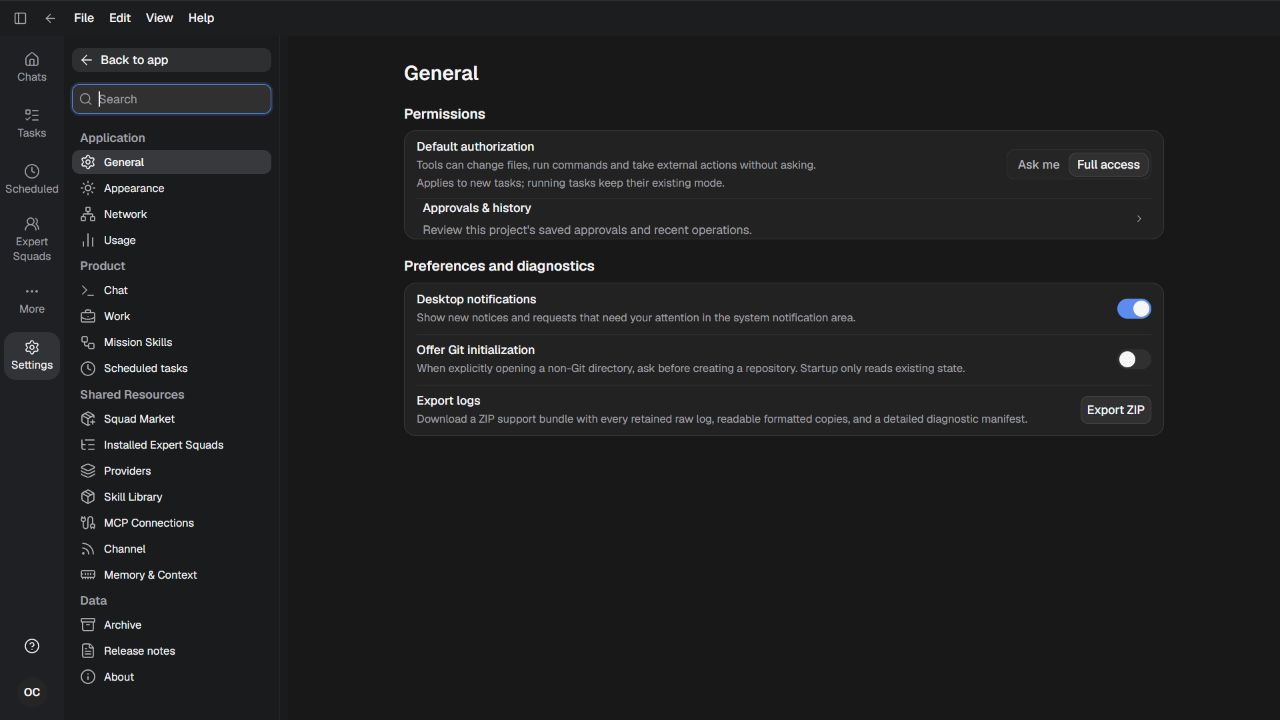 File Edit View Help
Chats
Tasks
Scheduled
Expert
Squads
More
Settings
OC
Back to app
Search
Application
General
Appearance
Network
Usage
Product
Chat
Work
Mission Skills
Scheduled tasks
Shared Resources
Squad Market
Installed Expert Squads
Providers
Skill Library
MCP Connections
Channel
Memory & Context
Data
Archive
Release notes
About
General
Permissions
Default authorization
Tools can change files, run commands and take external actions without asking.
Applies to new tasks; running tasks keep their existing mode.
Ask me Full access
Approvals & history
Review this project's saved approvals and recent operations.
Preferences and diagnostics
Desktop notifications
Show new notices and requests that need your attention in the system notification area.
Offer Git initialization
When explicitly opening a non-Git directory, ask before creating a repository. Startup only reads existing state.
Export logs
Download a ZIP support bundle with every retained raw log, readable formatted copies, and a detailed diagnostic manifest.
Export ZIP